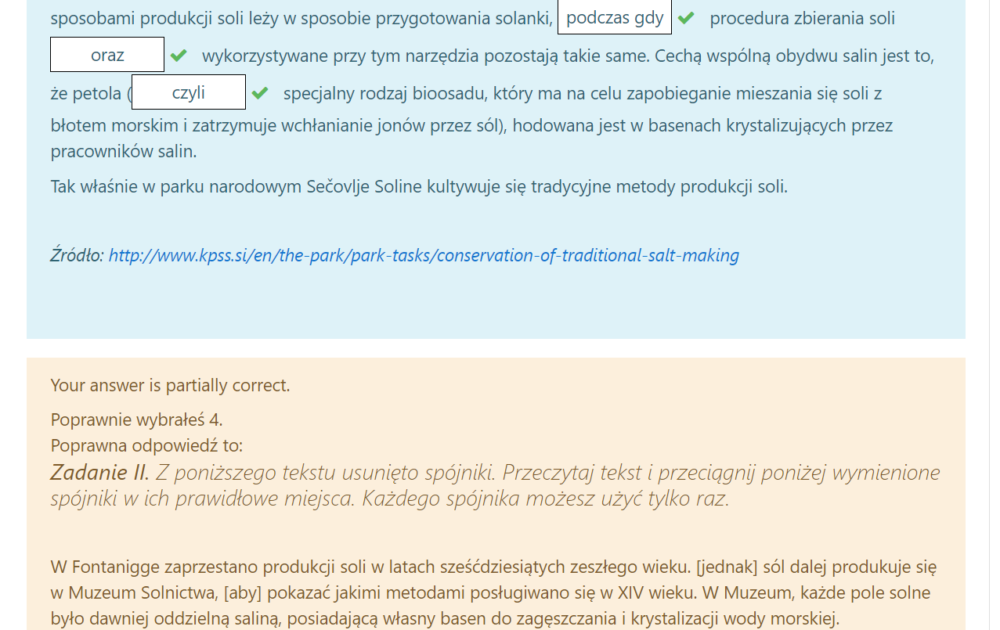 sposobami produkcji soli leży w sposobie przygotowania solanki, podczas gdy procedura zbierania soli
oraz wykorzystywane przy tym narzędzia pozostają takie same. Cechą wspólną obydwu salin jest to,
że petola ( czyli specjalny rodzaj bioosadu, który ma na celu zapobieganie mieszania się soli z
błotem morskim i zatrzymuje wchłanianie jonów przez sól), hodowana jest w basenach krystalizujących przez
pracowników salin.
Tak właśnie w parku narodowym Sečovlje Soline kultywuje się tradycyjne metody produkcji soli.
Źródło: http://www.kpss.si/en/the-park/park-tasks/conservation-of-traditional-salt-making
Your answer is partially correct.
Poprawnie wybrałeś 4.
Poprawna odpowiedź to:
Zadanie II. Z poniższego tekstu usunięto spójniki. Przeczytaj tekst i przeciągnij poniżej wymienione
spójniki w ich prawidłowe miejsca. Każdego spójnika możesz użyć tylko raz.
W Fontanigge zaprzestano produkcji soli w latach sześćdziesiątych zeszłego wieku. [jednak] sól dalej produkuje się
w Muzeum Solnictwa, [aby] pokazać jakimi metodami posługiwano się w XIV wieku. W Muzeum, każde pole solne
było dawniej oddzielną saliną, posiadającą własny basen do zagęszczania i krystalizacji wody morskiej.